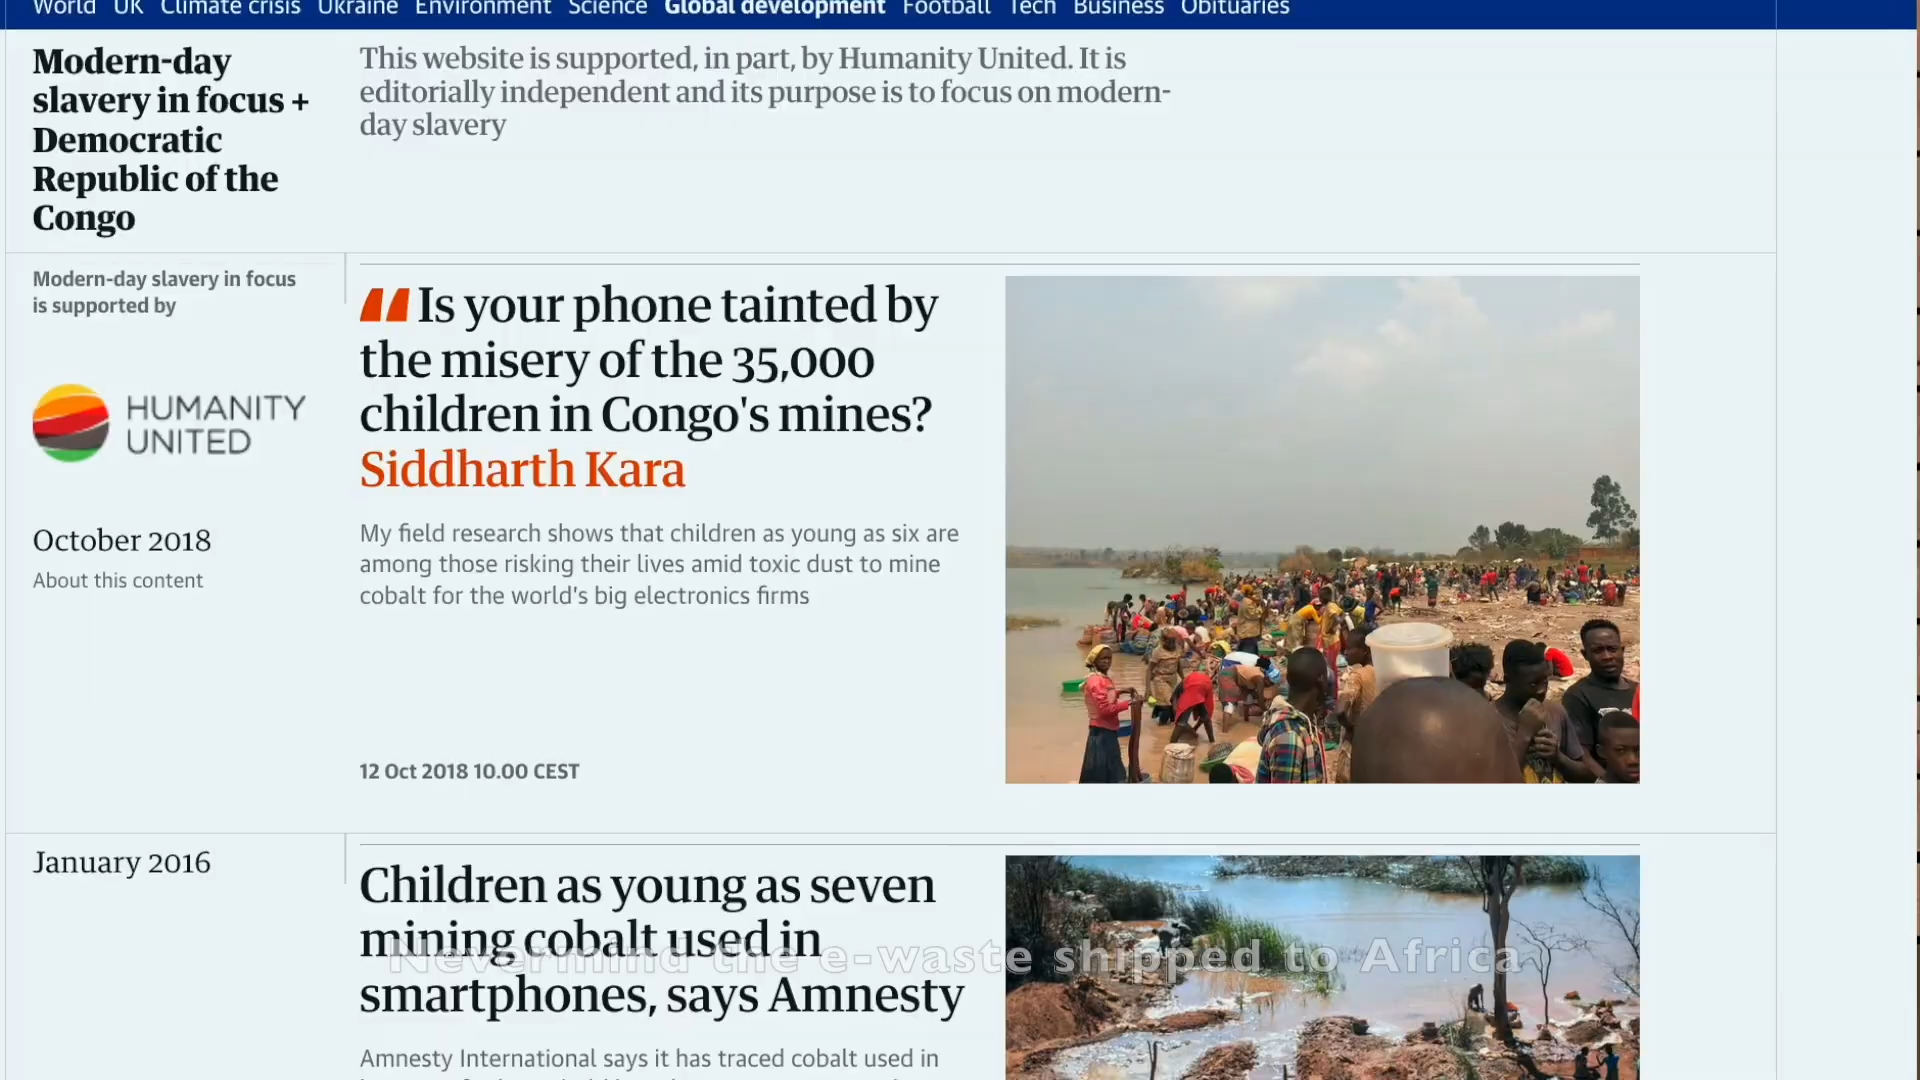 World UK Climate crisis Ukraine Environment Science Global development Football Tech Business Obituaries
Modern-day
slavery in focus +
Democratic
Republic of the
Congo
This website is supported, in part, by Humanity United. It is
editorially independent and its purpose is to focus on modern-
day slavery
Modern-day slavery in focus
is supported by
HUMANITY
UNITED
October 2018
About this content
Is your phone tainted by
the misery of the 35,000
children in Congo's mines?
Siddharth Kara
My field research shows that children as young as six are
among those risking their lives amid toxic dust to mine
cobalt for the world's big electronics firms
12 Oct 2018 10.00 CEST
January 2016
Children as young as seven
mining cobalt used in
smartphones, says Amnesty
Nevermind the e-waste shipped to Africa
Amnesty International says it has traced cobalt used in